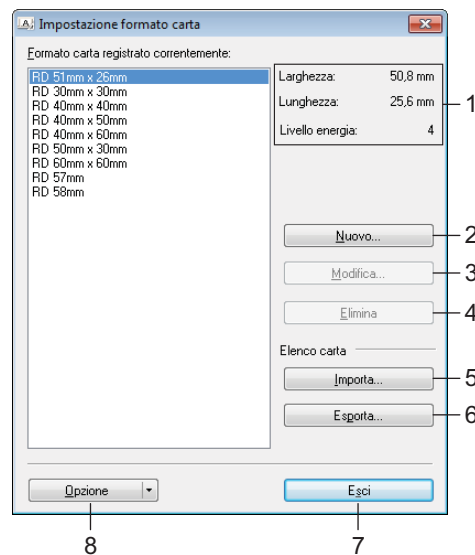 Impostazione formato carta
Formato carta registrato correntemente:
RD 51mm x 26mm
RD 30mm x 30mm
RD 40mm x 40mm
RD 40mm x 50mm
RD 40mm x 60mm
RD 50mm x 30mm
RD 60mm x 60mm
RD 57mm
RD 58mm
Larghezza: 50,8 mm
Lunghezza: 25,6 mm
Livello energia: 4
1
Nuovo...
2
Modifica...
3
Elimina
4
Elenco carta
Importa...
5
Esporta...
6
Opzione
Esci
8
7